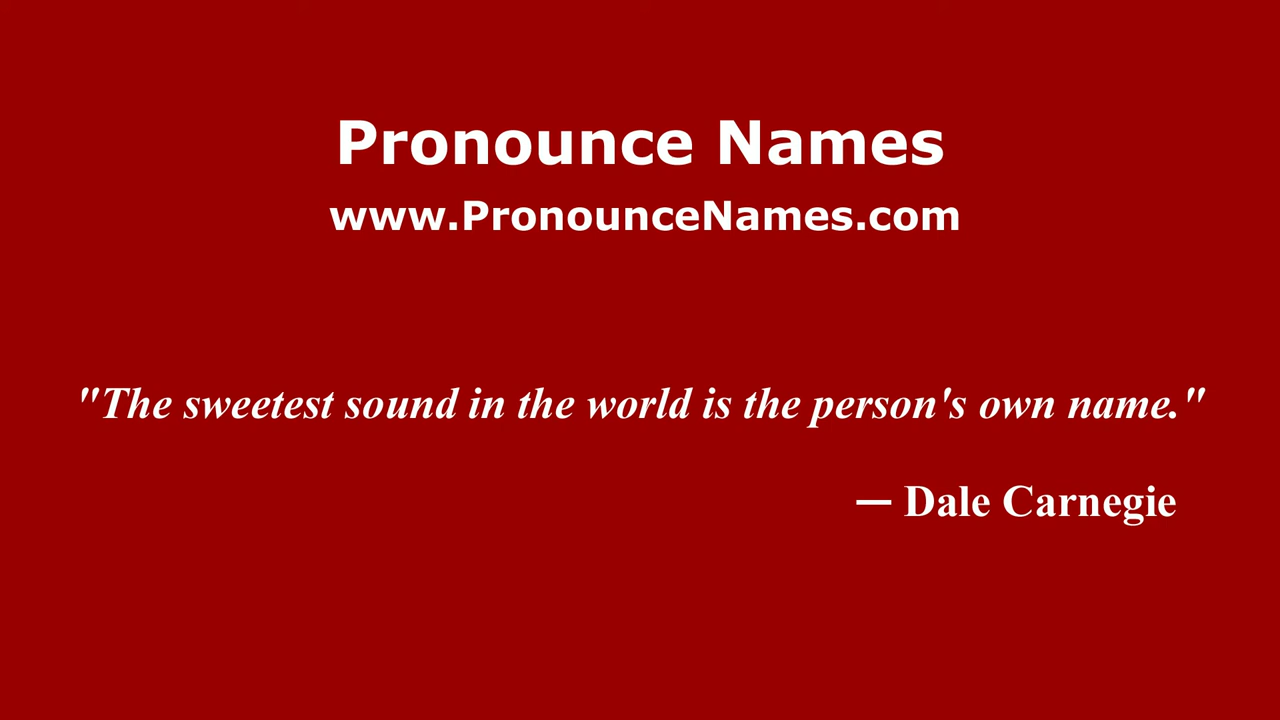 Pronounce Names
www.PronounceNames.com
"The sweetest sound in the world is the person's own name."
— Dale Carnegie